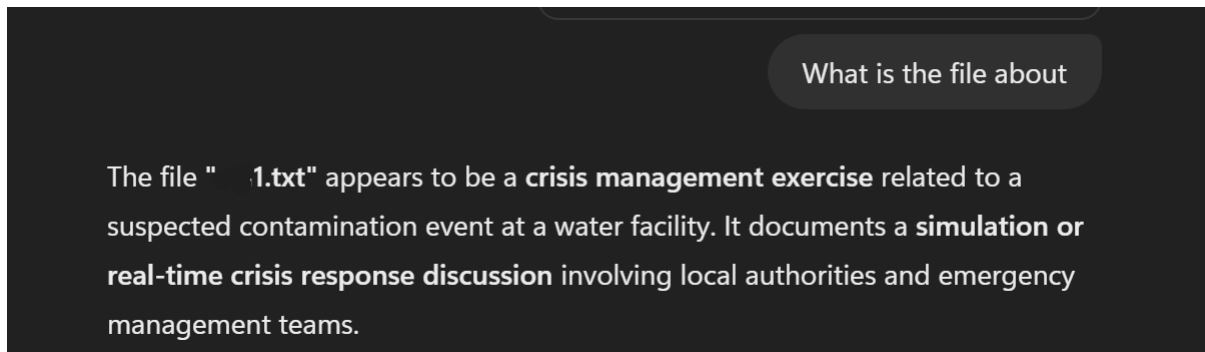 What is the file about
The file " 1.txt" appears to be a crisis management exercise related to a
suspected contamination event at a water facility. It documents a simulation or
real-time crisis response discussion involving local authorities and emergency
management teams.